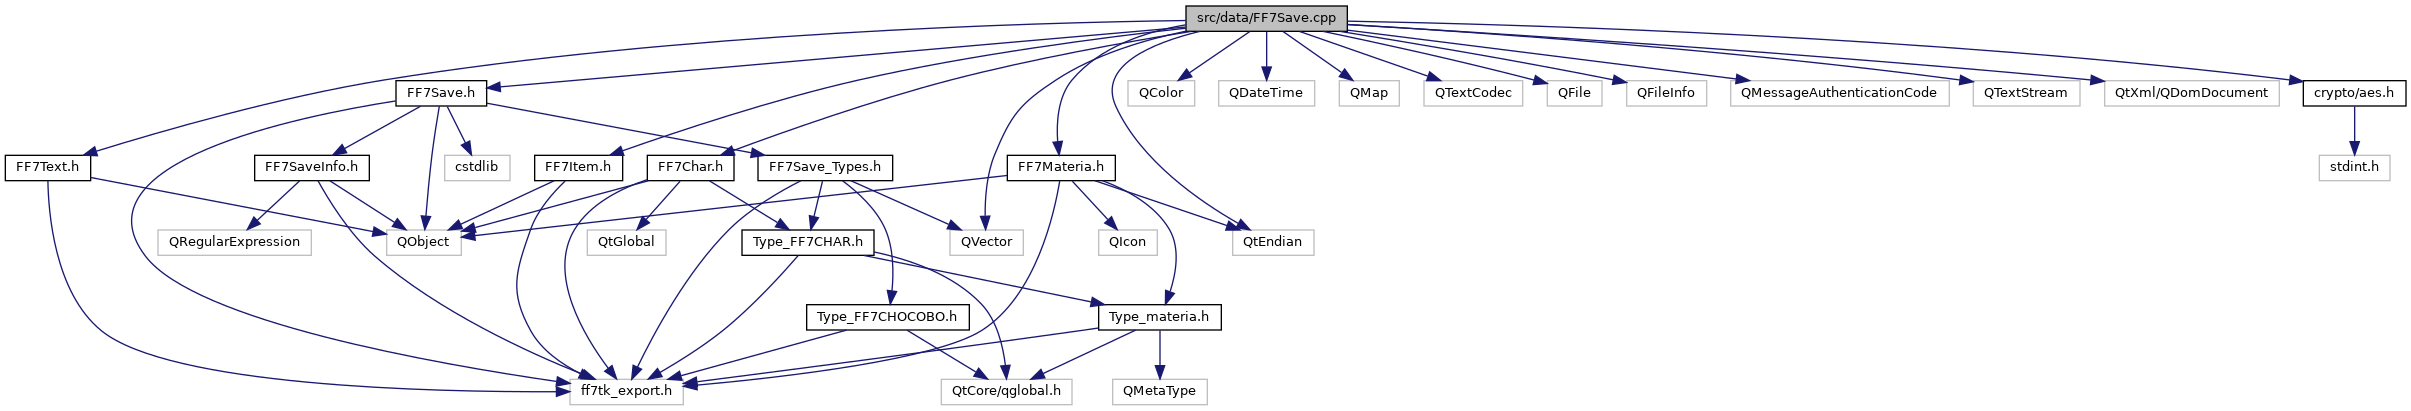 src/data/FF7Save.cpp
FF7Save.h
QColor
QDateTime
QMap
QTextCodec
QFile
QFileInfo
QMessageAuthenticationCode
QTextStream
QtXml/QDomDocument
crypto/aes.h
FF7Text.h
FF7SaveInfo.h
cstdlib
FF7Item.h
FF7Char.h
FF7Save_Types.h
FF7Materia.h
stdint.h
QRegularExpression
QObject
QtGlobal
Type_FF7CHAR.h
QVector
QIcon
QtEndian
Type_FF7CHOCOBO.h
Type_materia.h
ff7tk_export.h
QtCore/qglobal.h
QMetaType